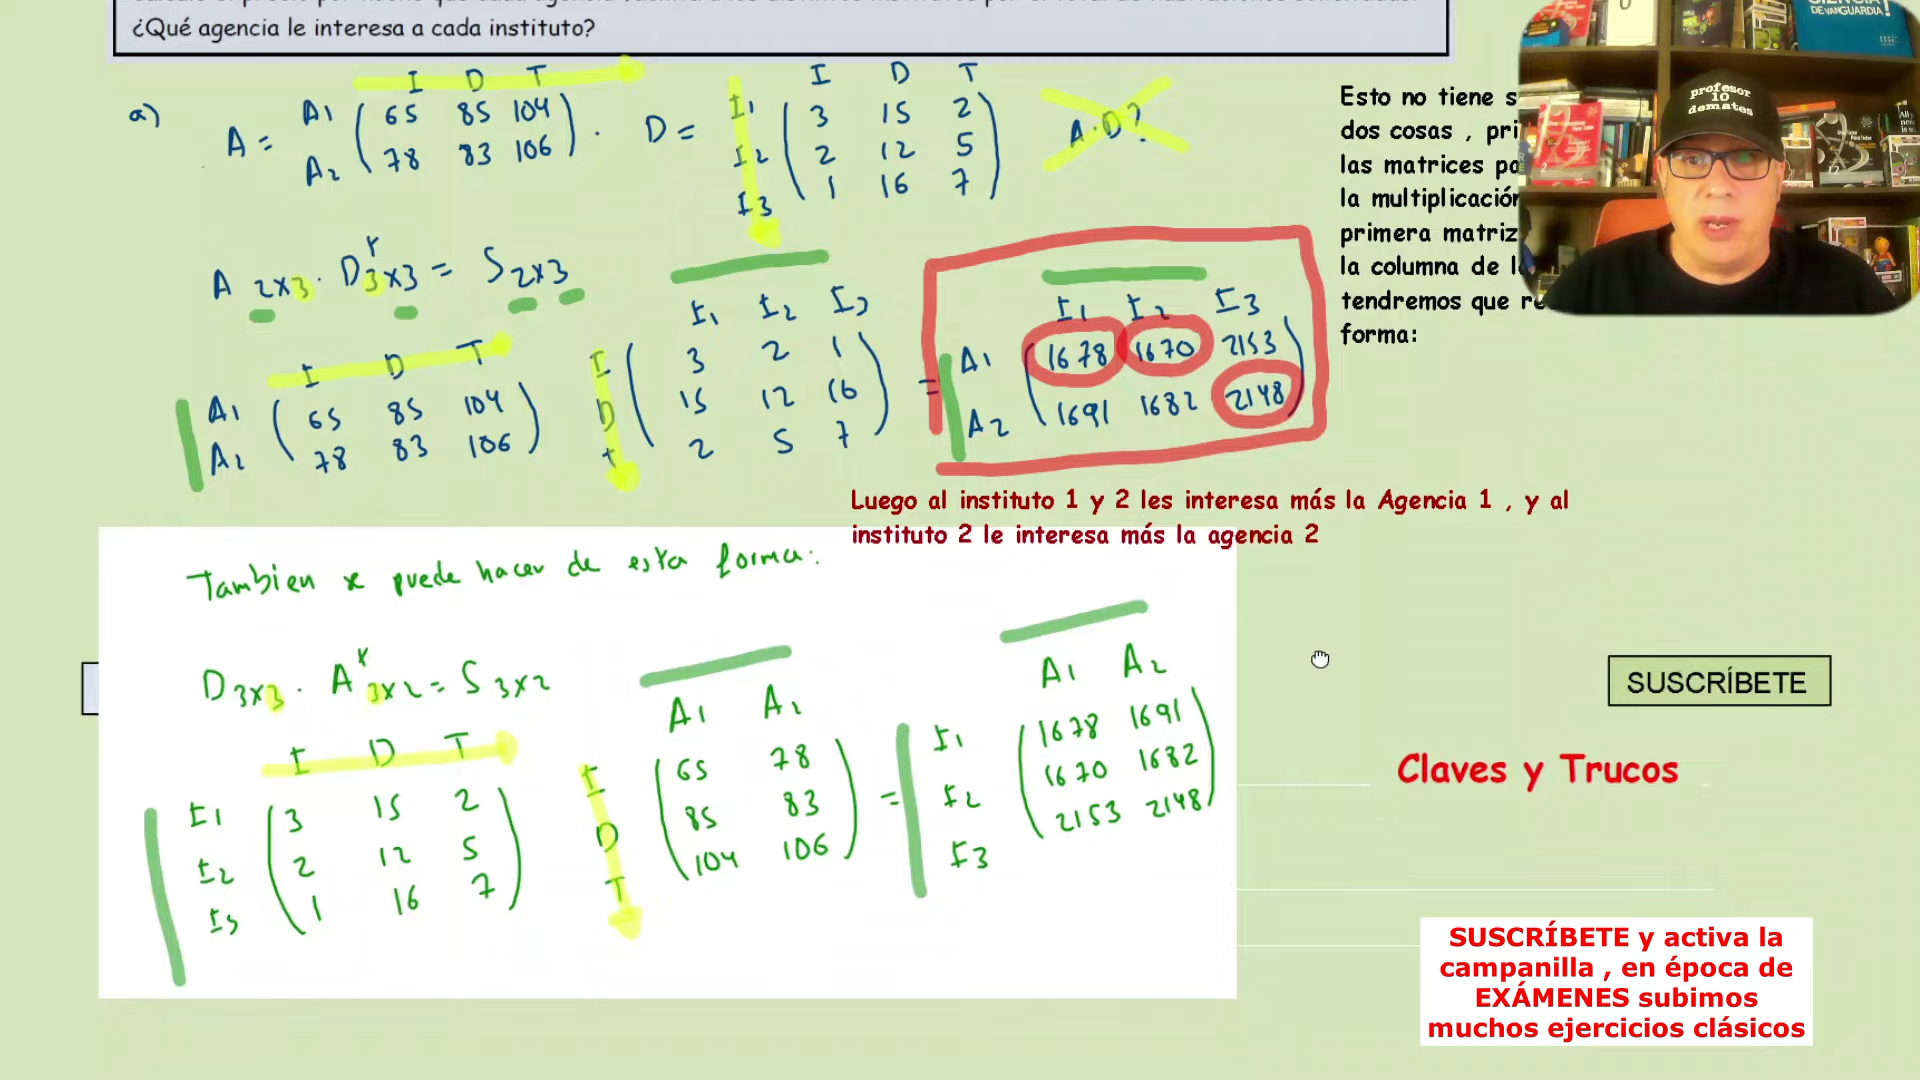 ¿Qué agencia le interesa a cada instituto?
I D T
a) A = A1 ( 65 85 104 )
A2 ( 78 83 106 ) .
D =
I D T
I1 ( 3 15 2 )
I2 ( 2 12 5 )
I3 ( 1 16 7 )
A·D?
Esto no tiene s
dos cosas , pri
las matrices pa
la multiplicación
primera matriz
la columna de l
tendremos que re
forma:
profesor
10
demates
DE VANGUARDIA!
A 2x3 · D^t 3x3 = S 2x3
I D T
A1 ( 65 85 104 )
A2 ( 78 83 106 )
I1 I2 I3
I ( 3 2 1 )
D ( 15 12 16 )
t ( 2 5 7 )
=
I1 I2 I3
A1 ( 1678 1670 2153 )
A2 ( 1691 1682 2148 )
Luego al instituto 1 y 2 les interesa más la Agencia 1 , y al
instituto 2 le interesa más la agencia 2
Tambien se puede hacer de esta forma:
D 3x3 · A^t 3x2 = S 3x2
I D T
I1 ( 3 15 2 )
I2 ( 2 12 5 )
I3 ( 1 16 7 )
A1 A2
I ( 65 78 )
D ( 85 83 )
T ( 104 106 )
=
A1 A2
I1 ( 1678 1691 )
I2 ( 1670 1682 )
I3 ( 2153 2148 )
SUSCRÍBETE
Claves y Trucos
SUSCRÍBETE y activa la
campanilla , en época de
EXÁMENES subimos
muchos ejercicios clásicos